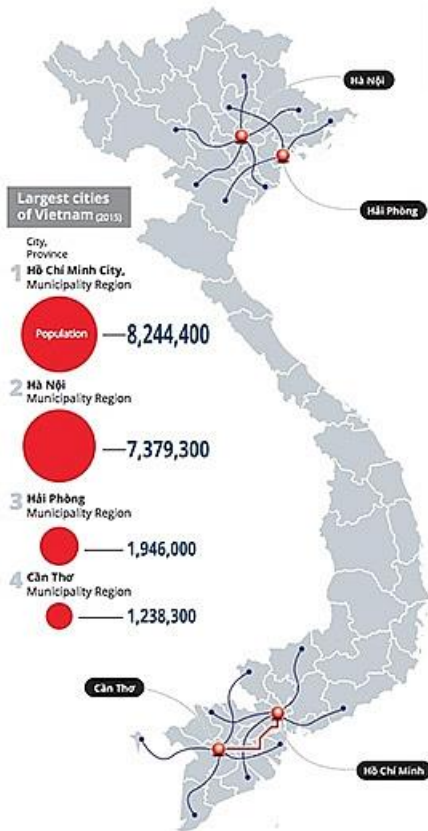 Hà Nội
Hải Phòng
Largest cities
of Vietnam (2015)
City,
Province
1 Hồ Chí Minh City,
Municipality Region
Population
8,244,400
2 Hà Nội
Municipality Region
7,379,300
3 Hải Phòng
Municipality Region
1,946,000
4 Cần Thơ
Municipality Region
1,238,300
Cần Thơ
Hồ Chí Minh